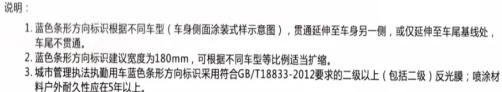 说明：
1. 蓝色条形方向标识根据不同车型（车身侧面涂装式样示意图），贯通延伸至车身另一侧，或仅延伸至车尾基线处，
车尾不贯通。
2. 蓝色条形方向标识建议宽度为180mm，可根据不同车型等比例适当扩缩。
3. 城市管理执法执勤用车蓝色条形方向标识采用符合GB/T18833-2012要求的二级以上（包括二级）反光膜；喷涂材
料户外耐久性应在5年以上。